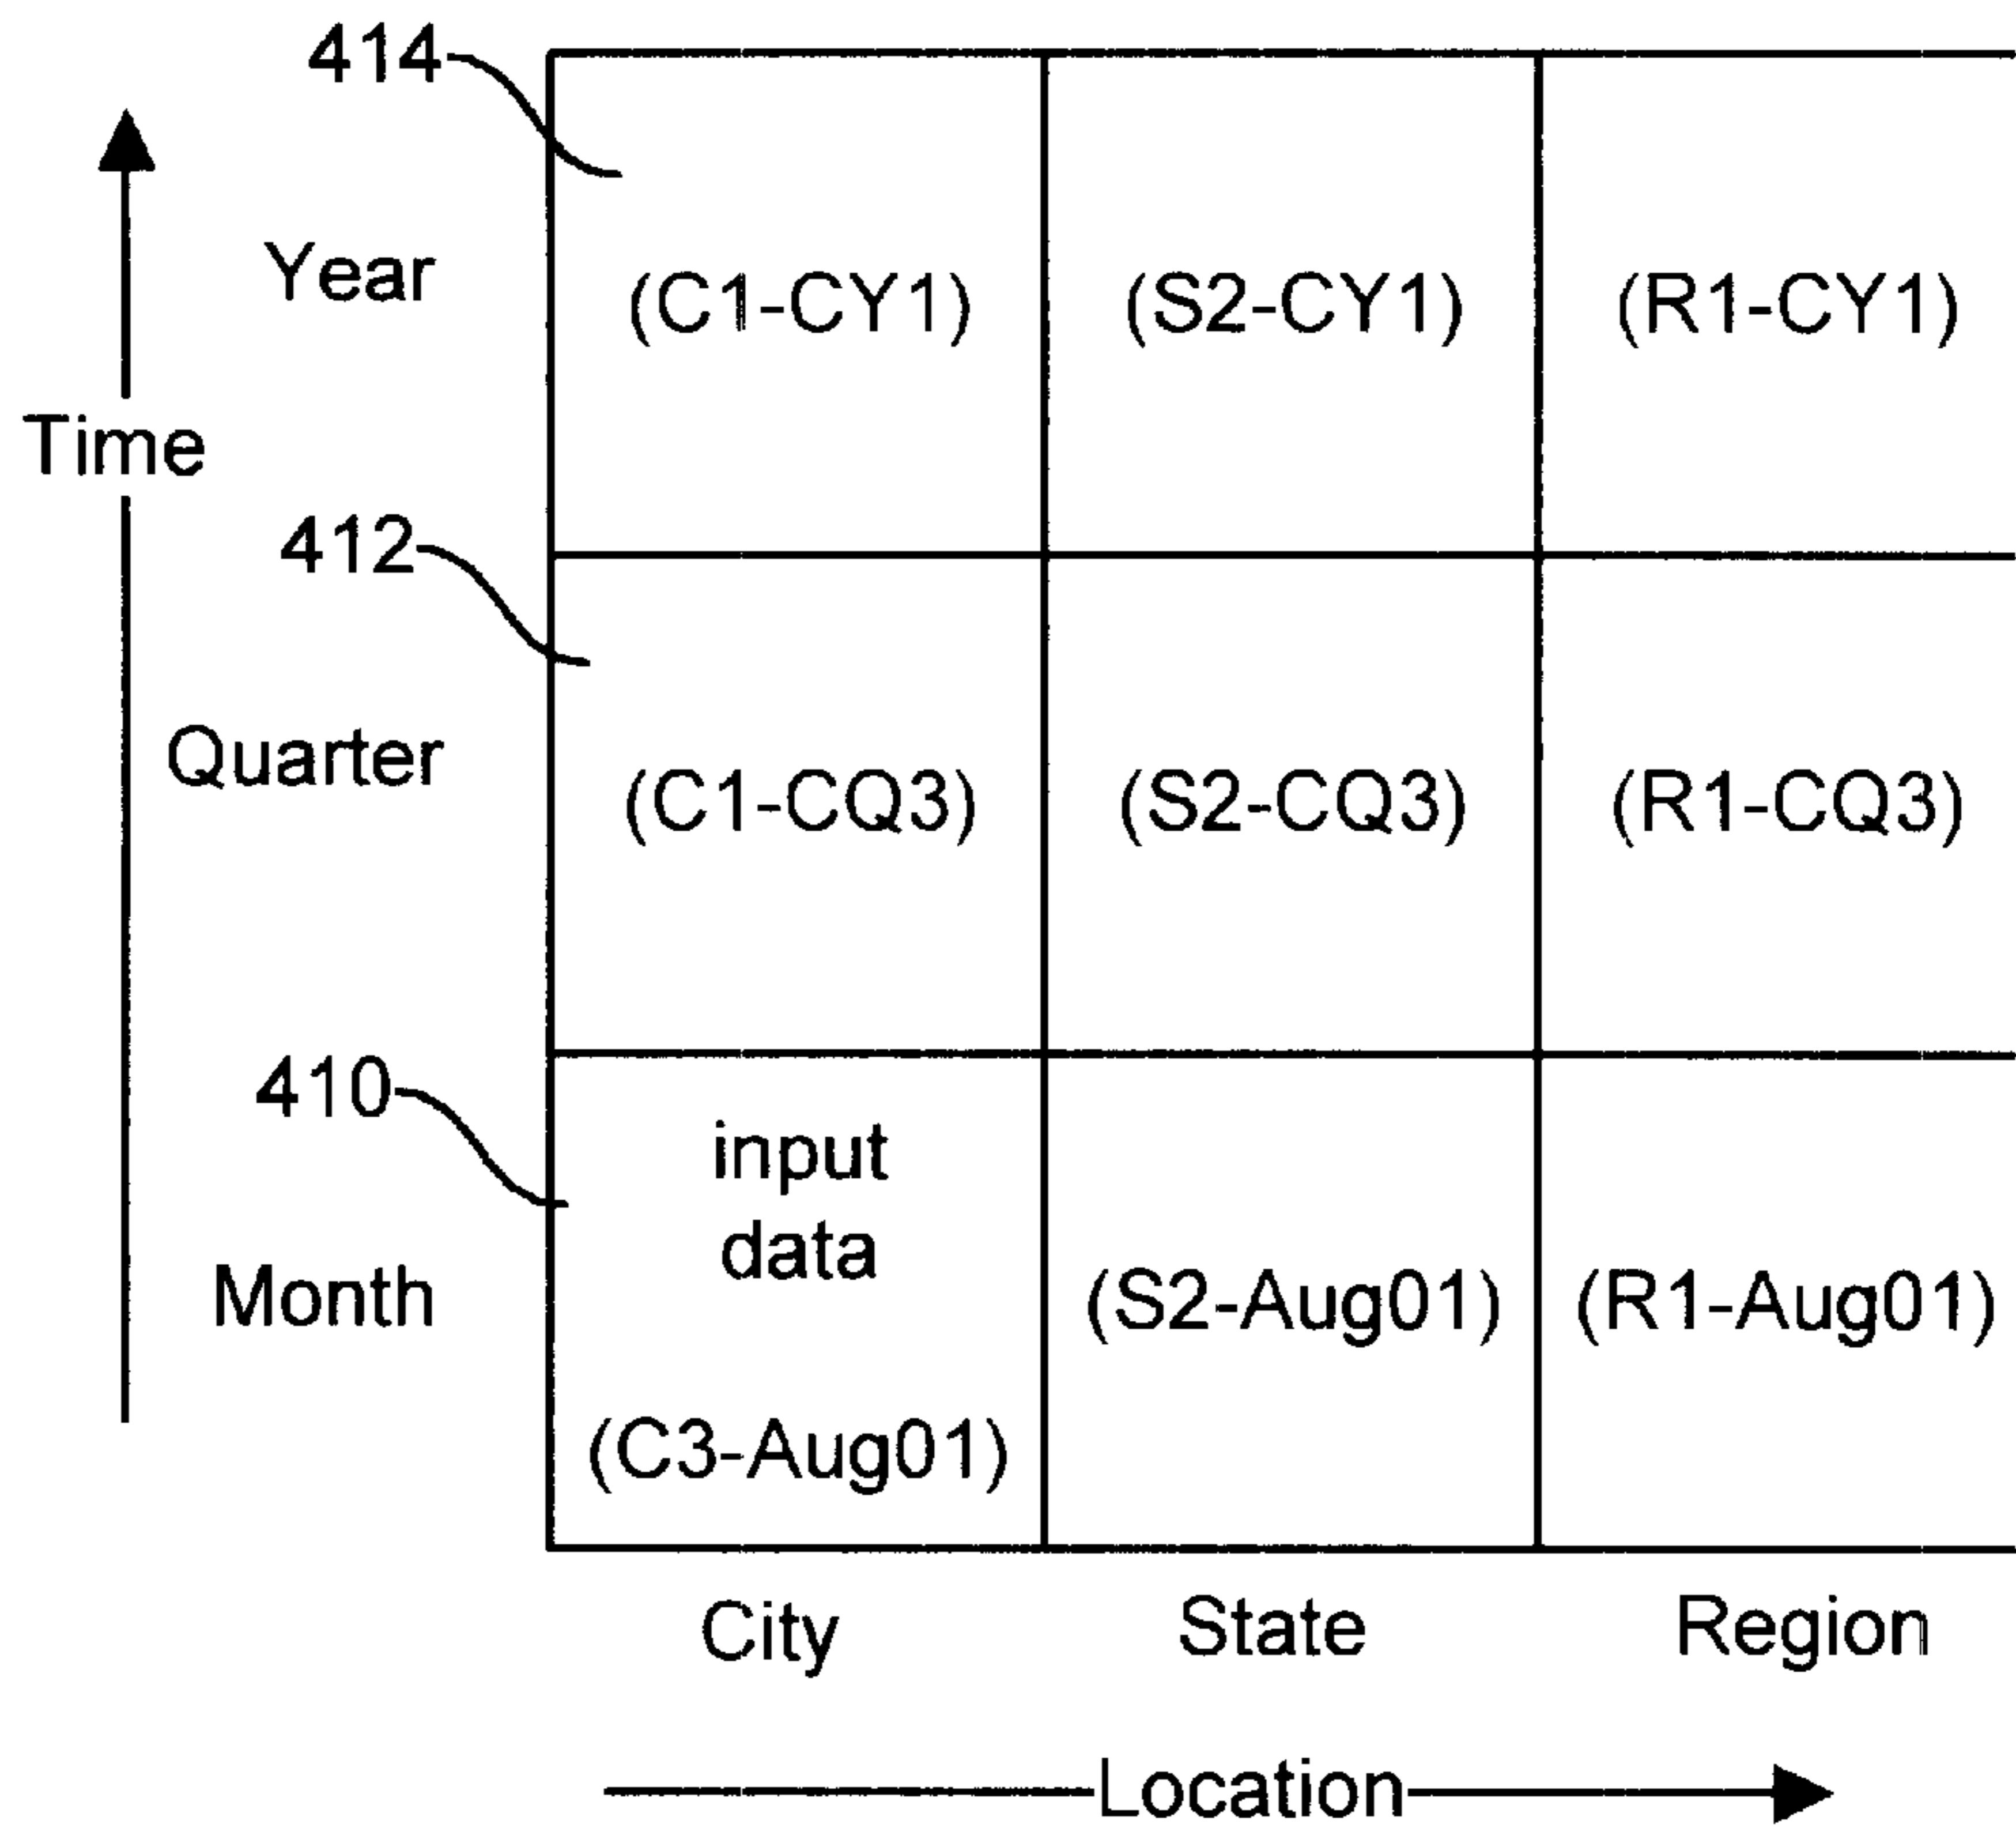 414
Year
(C1-CY1) (S2-CY1) (R1-CY1)
Time
412
Quarter
(C1-CQ3) (S2-CQ3) (R1-CQ3)
410
input
data
Month
(S2-Aug01) (R1-Aug01)
(C3-Aug01)
City State Region
Location